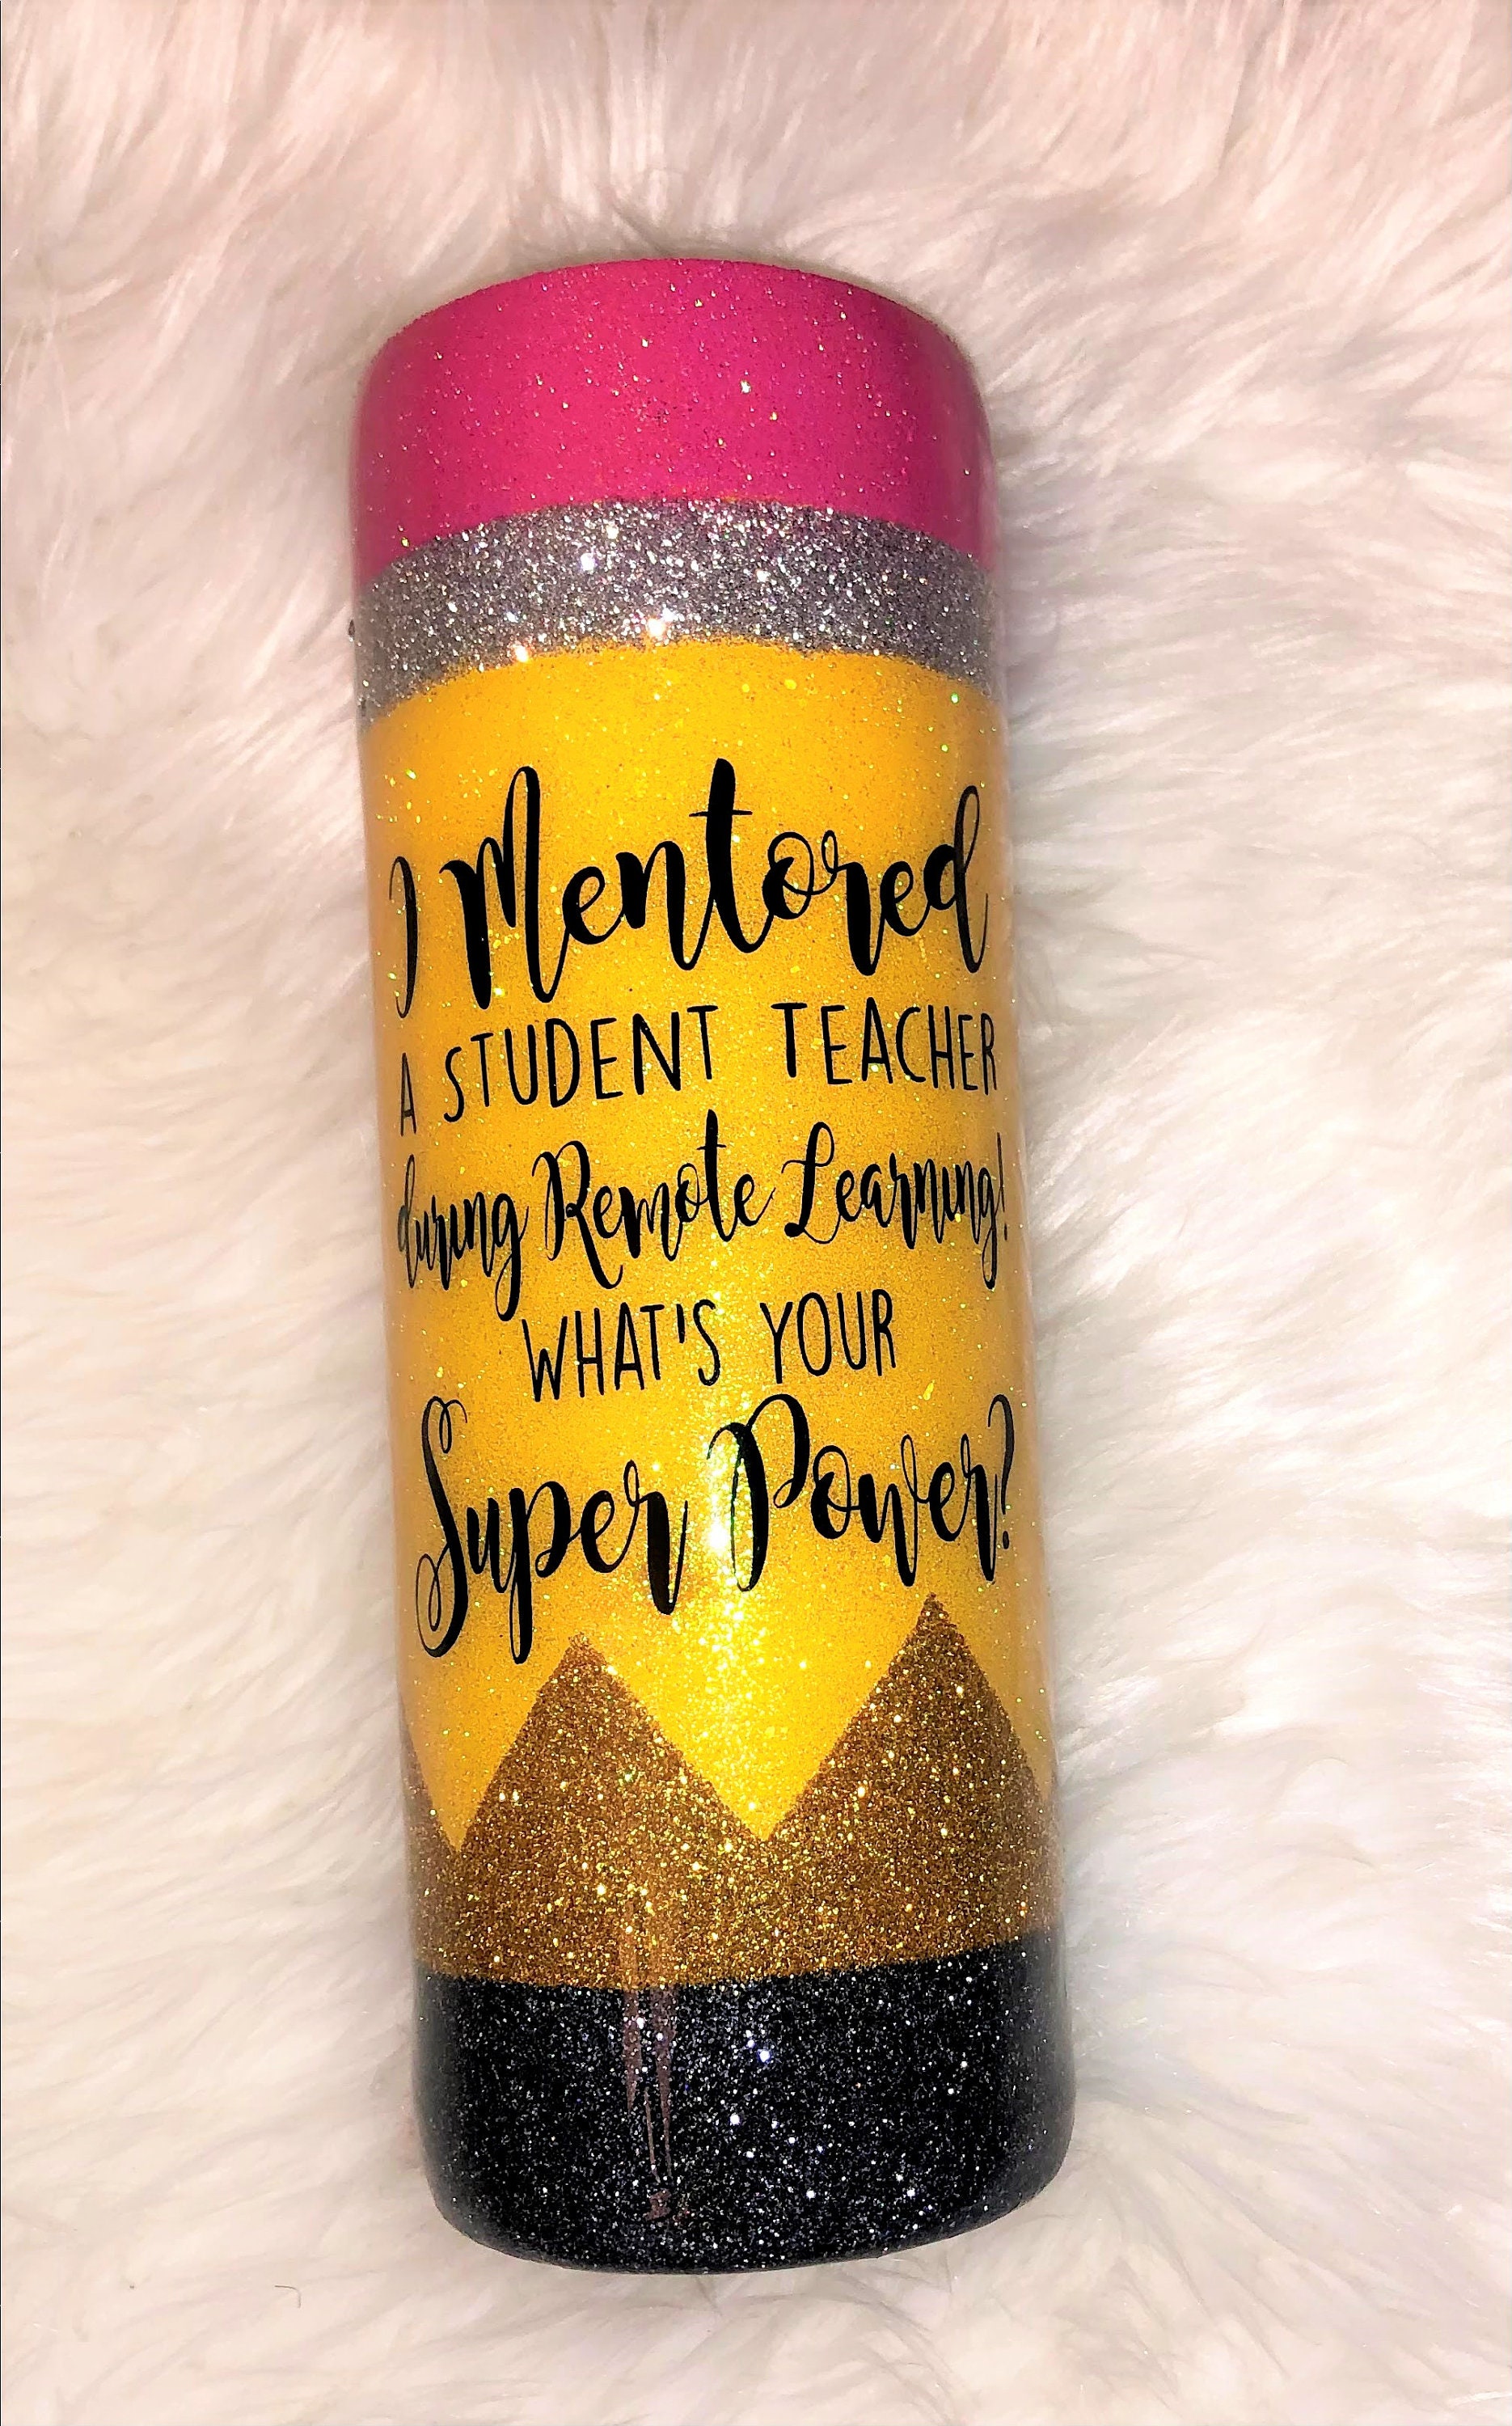 I Mentored
A STUDENT TEACHER
during Remote Learning!
WHAT'S YOUR
Super Power?